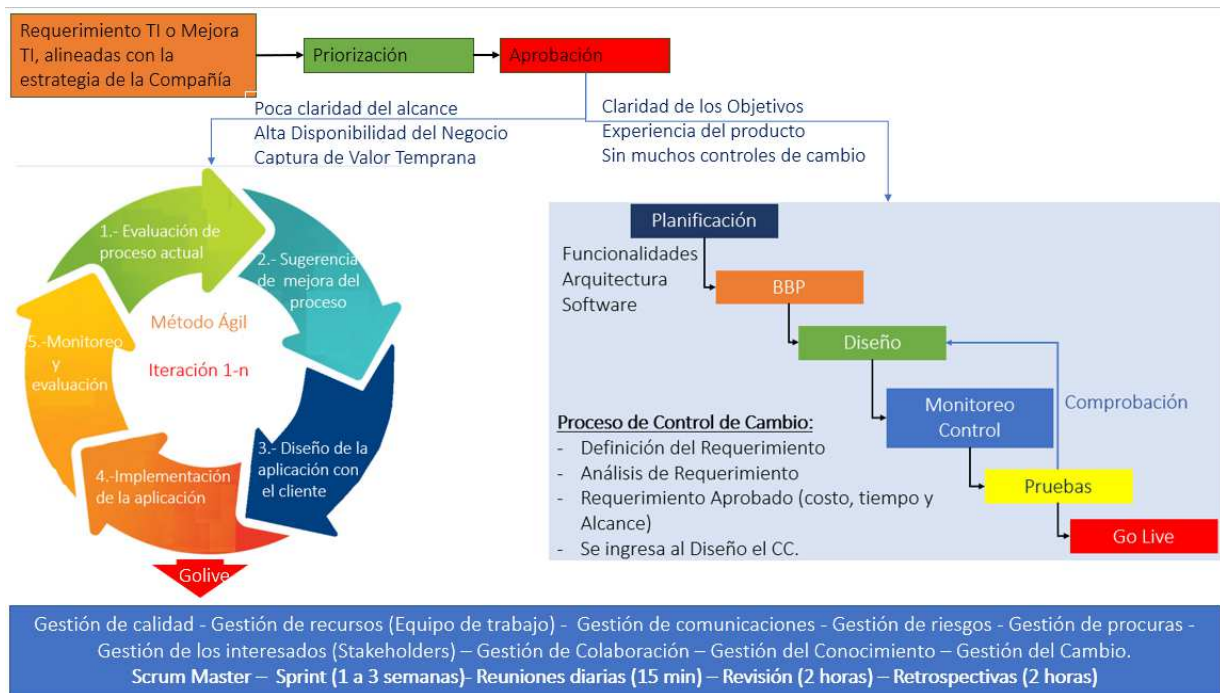 Requerimiento TI o Mejora
TI, alineadas con la
estrategia de la Compañía
Priorización
Aprobación
Poca claridad del alcance
Alta Disponibilidad del Negocio
Captura de Valor Temprana
Claridad de los Objetivos
Experiencia del producto
Sin muchos controles de cambio
1.- Evaluación de
proceso actual
2.- Sugerencia
de mejora del
proceso
3.- Diseño de la
aplicación con
el cliente
4.-Implementación
de la aplicación
5.-Monitoreo
y
evaluación
Método Ágil
Iteración 1-n
Golive
Planificación
Funcionalidades
Arquitectura
Software
BBP
Diseño
Monitoreo
Control
Comprobación
Pruebas
Go Live
Proceso de Control de Cambio:
- Definición del Requerimiento
- Análisis de Requerimiento
- Requerimiento Aprobado (costo, tiempo y
Alcance)
- Se ingresa al Diseño el CC.
Gestión de calidad - Gestión de recursos (Equipo de trabajo) - Gestión de comunicaciones - Gestión de riesgos - Gestión de procuras -
Gestión de los interesados (Stakeholders) – Gestión de Colaboración – Gestión del Conocimiento – Gestión del Cambio.
Scrum Master – Sprint (1 a 3 semanas)- Reuniones diarias (15 min) – Revisión (2 horas) – Retrospectivas (2 horas)